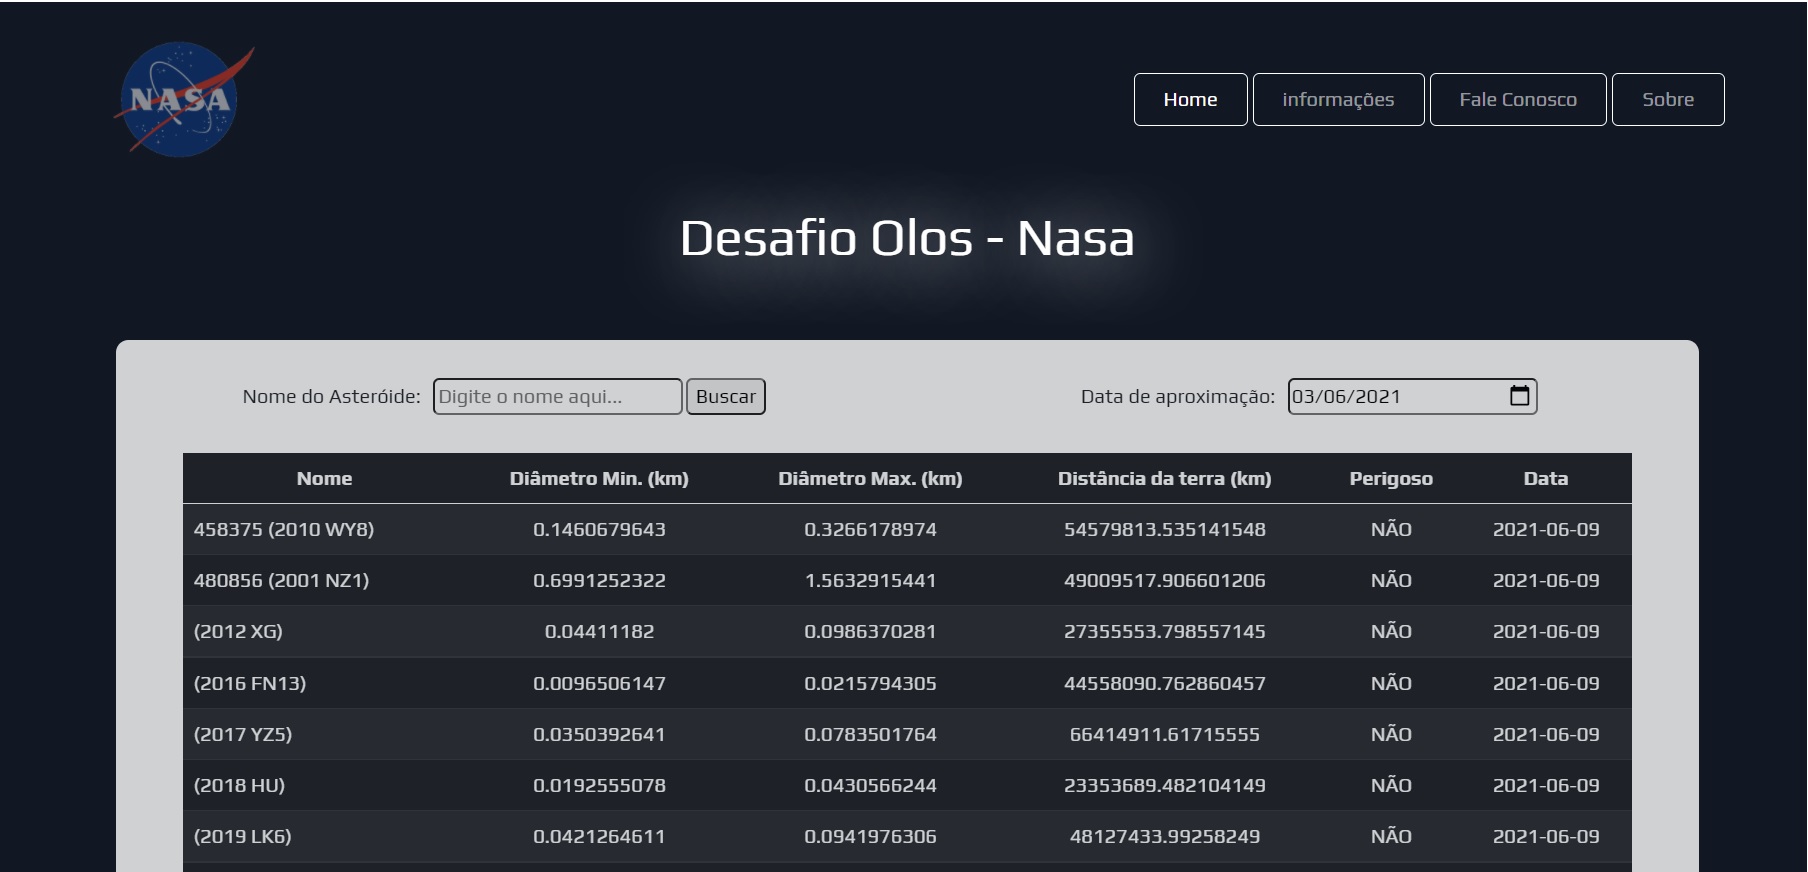 NASA
Home informações Fale Conosco Sobre
Desafio Olos - Nasa
Nome do Asteróide: Digite o nome aqui... Buscar Data de aproximação: 03/06/2021
Nome Diâmetro Min. (km) Diâmetro Max. (km) Distância da terra (km) Perigoso Data
458375 (2010 WY8) 0.1460679643 0.3266178974 54579813.535141548 NÃO 2021-06-09
480856 (2001 NZ1) 0.6991252322 1.5632915441 49009517.906601206 NÃO 2021-06-09
(2012 XG) 0.04411182 0.0986370281 27355553.798557145 NÃO 2021-06-09
(2016 FN13) 0.0096506147 0.0215794305 44558090.762860457 NÃO 2021-06-09
(2017 YZ5) 0.0350392641 0.0783501764 66414911.61715555 NÃO 2021-06-09
(2018 HU) 0.0192555078 0.0430566244 23353689.482104149 NÃO 2021-06-09
(2019 LK6) 0.0421264611 0.0941976306 48127433.99258249 NÃO 2021-06-09